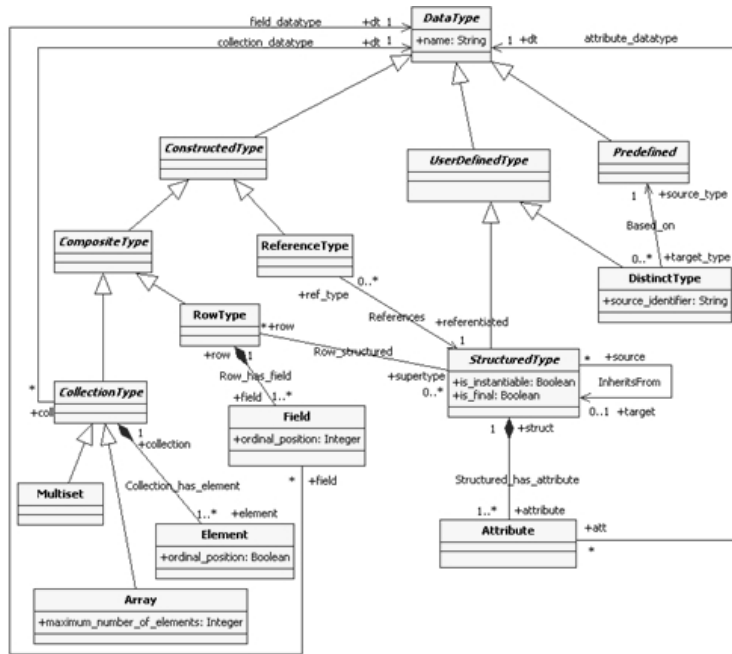 field_datatype +dt 1
DataType
+name: String
collection_datatype +dt 1
1 +dt attribute_datatype
ConstructedType
UserDefinedType
Predefined
1 +source_type
Based_on
CompositeType
ReferenceType
0..*
+ref_type
0..* +target_type
DistinctType
+source_identifier: String
RowType
References
+referentiated
1
*+row
Row_structured
+row 1
Row_has_field
StructuredType
+is_instantiable: Boolean
+is_final: Boolean
+supertype
0..*
* +source
InheritsFrom
0..1 +target
*
+coll
CollectionType
1
+collection
+field 1..*
Field
+ordinal_position: Integer
1 +struct
Multiset
Collection_has_element
* +field
Structured_has_attribute
1..* +element
1..* +attribute
Element
+ordinal_position: Boolean
Attribute
+att
*
Array
+maximum_number_of_elements: Integer